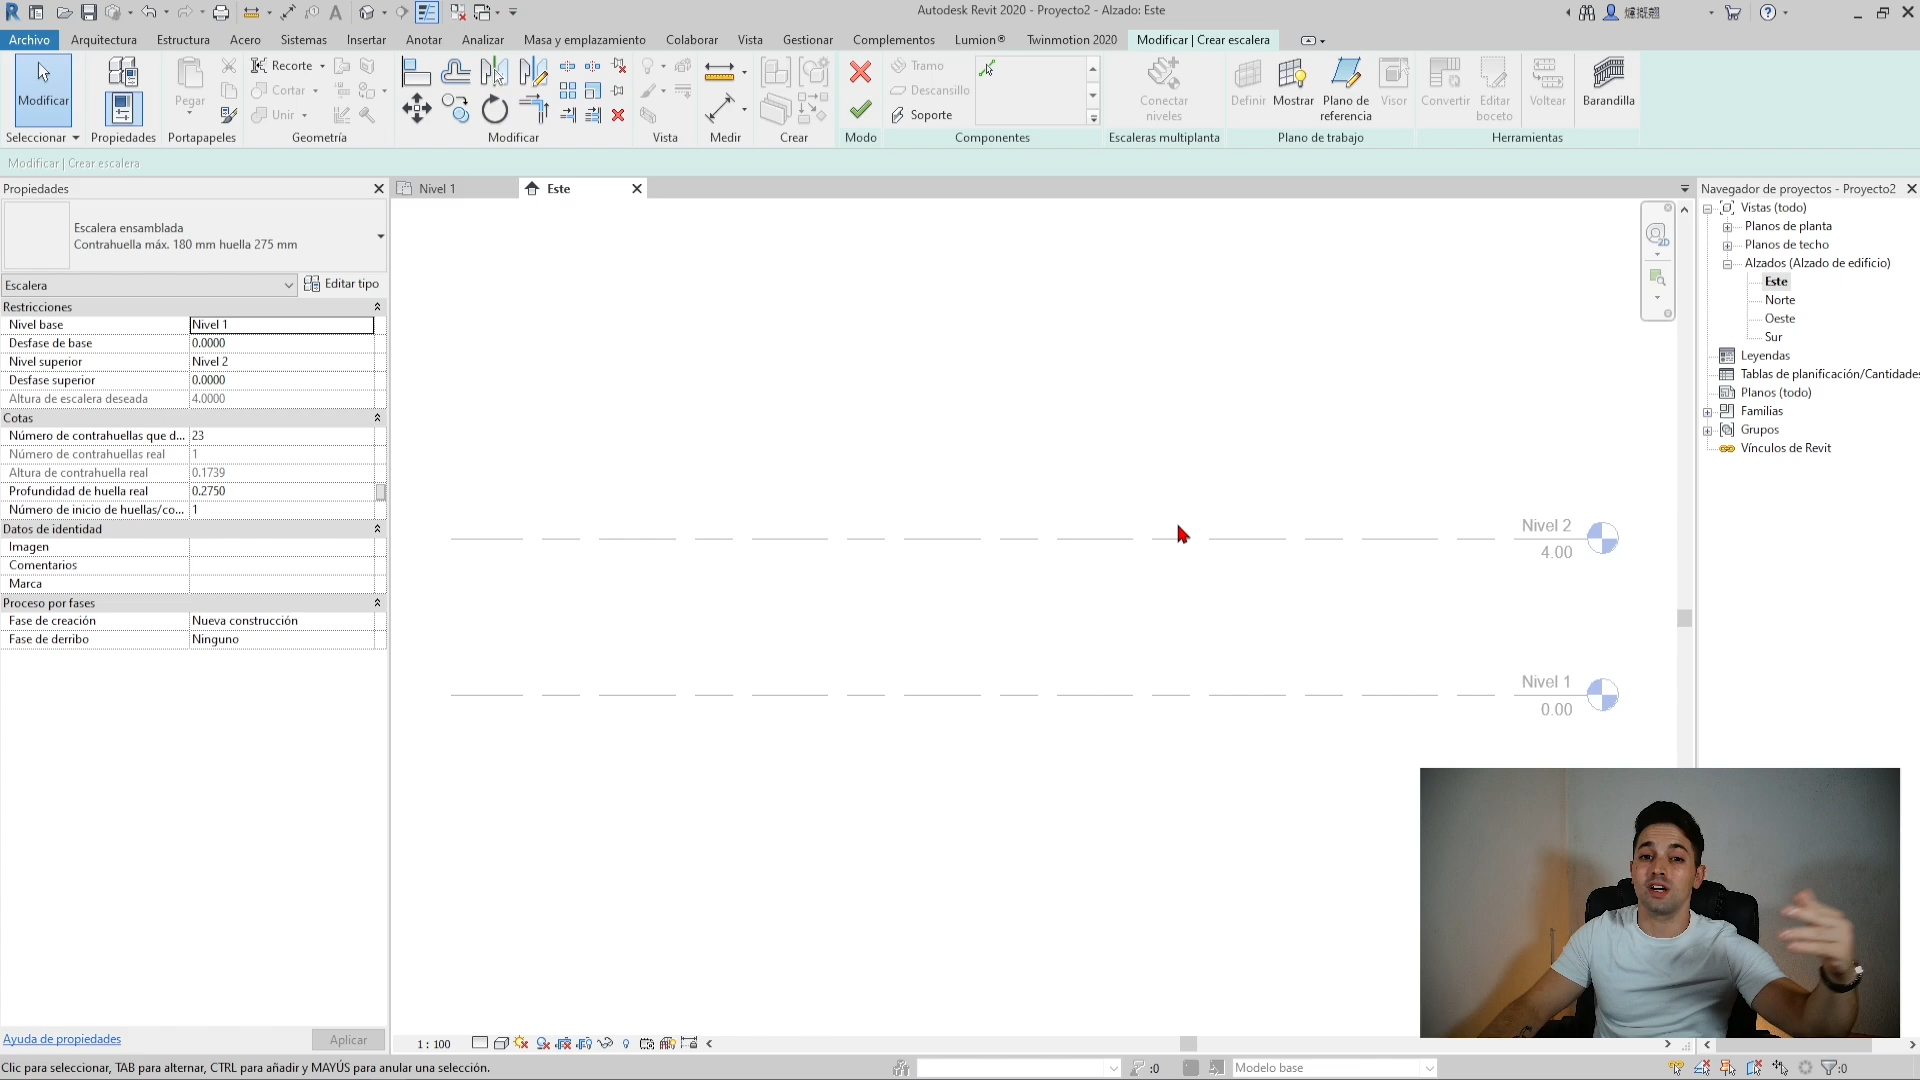 Autodesk Revit 2020 - Proyecto2 - Alzado: Este
Archivo Arquitectura Estructura Acero Sistemas Insertar Anotar Analizar Masa y emplazamiento Colaborar Vista Gestionar Complementos Lumion® Twinmotion 2020 Modificar | Crear escalera
Modificar
Pegar
Recorte
Cortar
Unir
Tramo
Descansillo
Soporte
Conectar niveles
Definir
Mostrar
Plano de referencia
Visor
Convertir
Editar boceto
Voltear
Barandilla
Seleccionar Propiedades Portapapeles Geometría Modificar Vista Medir Crear Modo Componentes Escaleras multiplanta Plano de trabajo Herramientas
Modificar | Crear escalera
Propiedades
Escalera ensamblada
Contrahuella máx. 180 mm huella 275 mm
Escalera Editar tipo
Restricciones
Nivel base Nivel 1
Desfase de base 0.0000
Nivel superior Nivel 2
Desfase superior 0.0000
Altura de escalera deseada 4.0000
Cotas
Número de contrahuellas que d... 23
Número de contrahuellas real 1
Altura de contrahuella real 0.1739
Profundidad de huella real 0.2750
Número de inicio de huellas/co... 1
Datos de identidad
Imagen
Comentarios
Marca
Proceso por fases
Fase de creación Nueva construcción
Fase de derribo Ninguno
Ayuda de propiedades Aplicar
Nivel 1 Este
2D
Nivel 2
4.00
Nivel 1
0.00
Navegador de proyectos - Proyecto2
Vistas (todo)
Planos de planta
Planos de techo
Alzados (Alzado de edificio)
Este
Norte
Oeste
Sur
Leyendas
Tablas de planificación/Cantidades
Planos (todo)
Familias
Grupos
Vínculos de Revit
1 : 100
Clic para seleccionar, TAB para alternar, CTRL para añadir y MAYÚS para anular una selección.
:0
Modelo base
:0